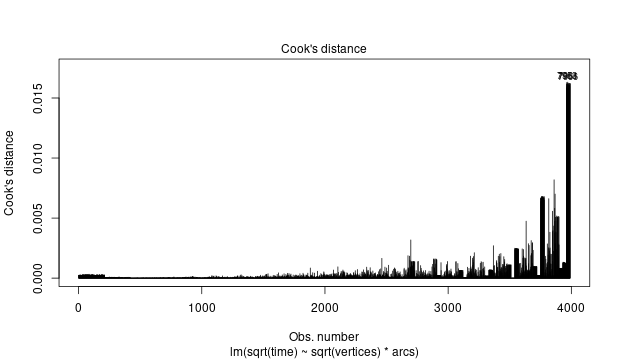 Cook's distance
Cook's distance
0.015
0.010
0.005
0.000
0 1000 2000 3000 4000
Obs. number
lm(sqrt(time) ~ sqrt(vertices) * arcs)